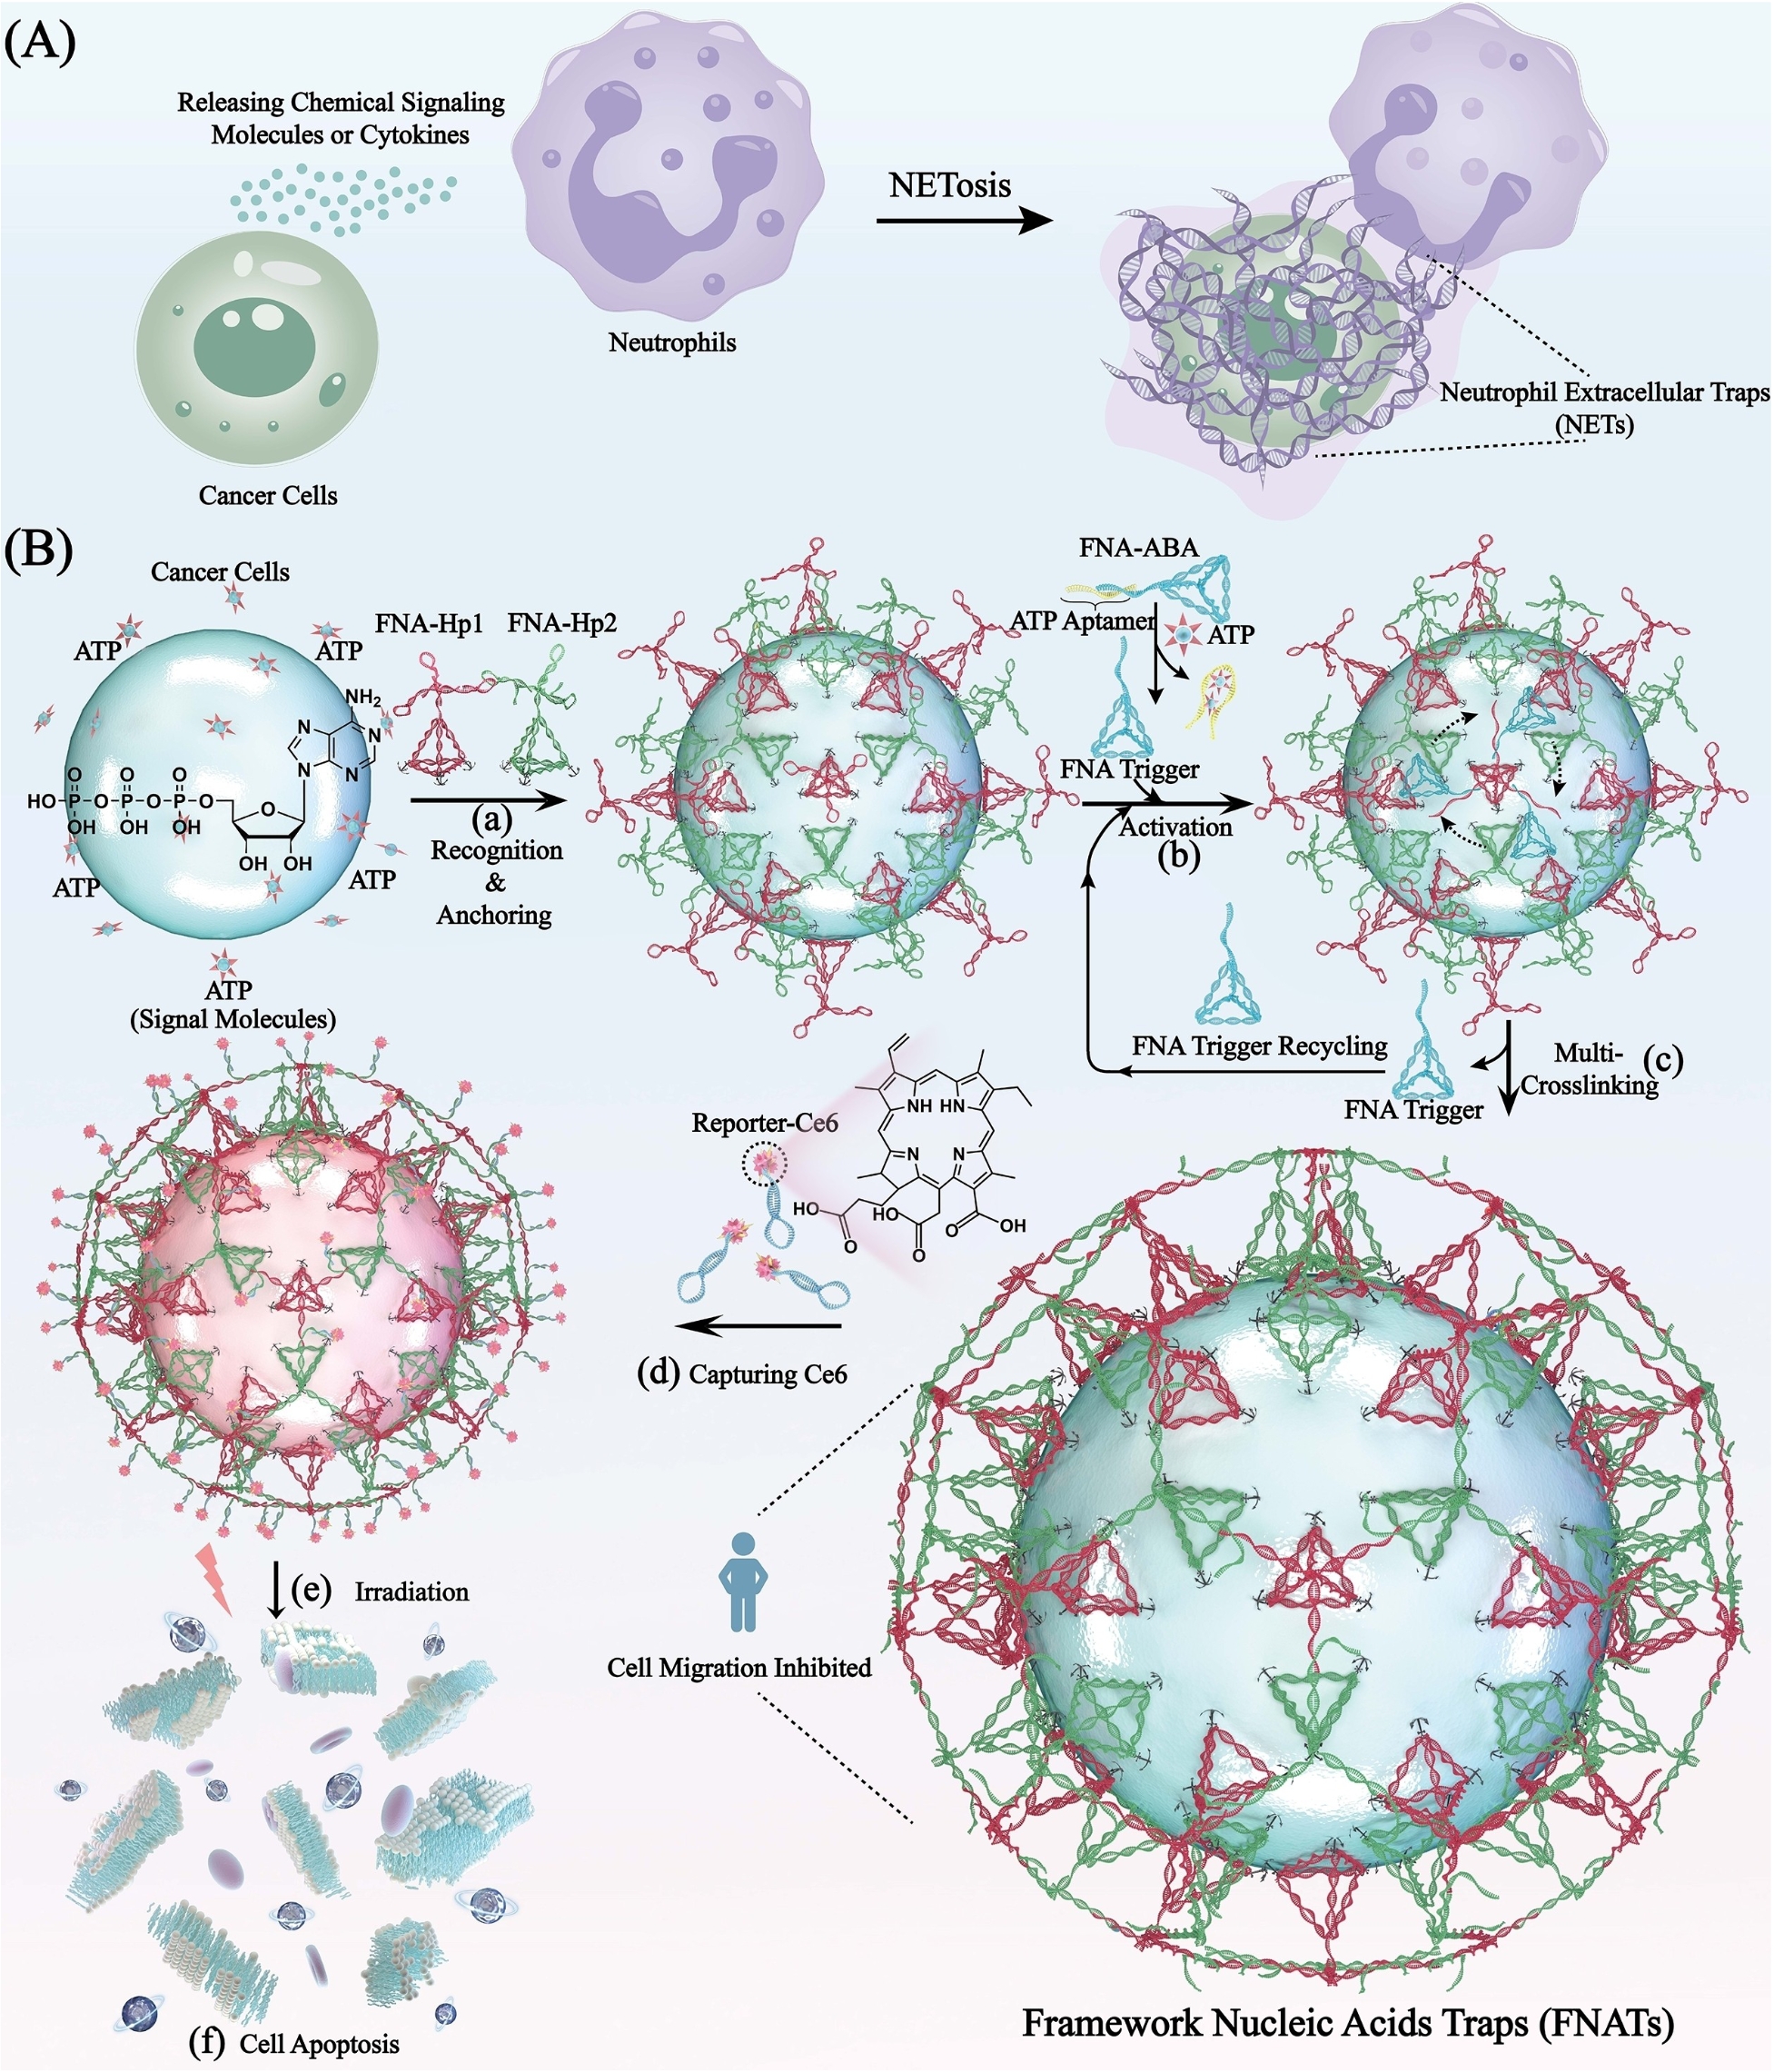 (A)
Releasing Chemical Signaling
Molecules or Cytokines
NETosis
Neutrophils
Neutrophil Extracellular Traps
(NETs)
Cancer Cells
(B)
Cancer Cells
ATP
ATP
ATP
ATP
ATP
(Signal Molecules)
NH2
N
N
N
N
O
O
O
HO
P
O
P
O
P
O
O
OH
OH
OH
OH
OH
FNA-Hp1
FNA-Hp2
(a)
Recognition
&
Anchoring
FNA-ABA
ATP Aptamer
ATP
FNA Trigger
Activation
(b)
FNA Trigger Recycling
FNA Trigger
Multi-
Crosslinking
(c)
Reporter-Ce6
NH
HN
N
N
HO
O
HO
O
O
OH
(d) Capturing Ce6
Cell Migration Inhibited
(e) Irradiation
(f) Cell Apoptosis
Framework Nucleic Acids Traps (FNATs)